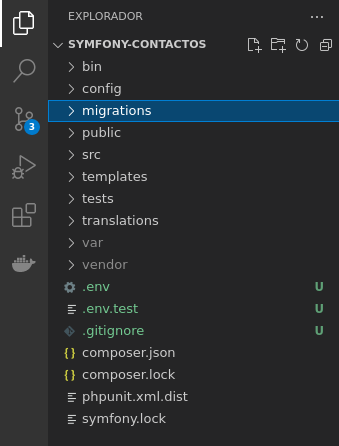 EXPLORADOR
SYMFONY-CONTACTOS
bin
config
migrations
public
src
3
templates
tests
translations
var
vendor
.env U
.env.test U
.gitignore U
composer.json
composer.lock
phpunit.xml.dist
symfony.lock